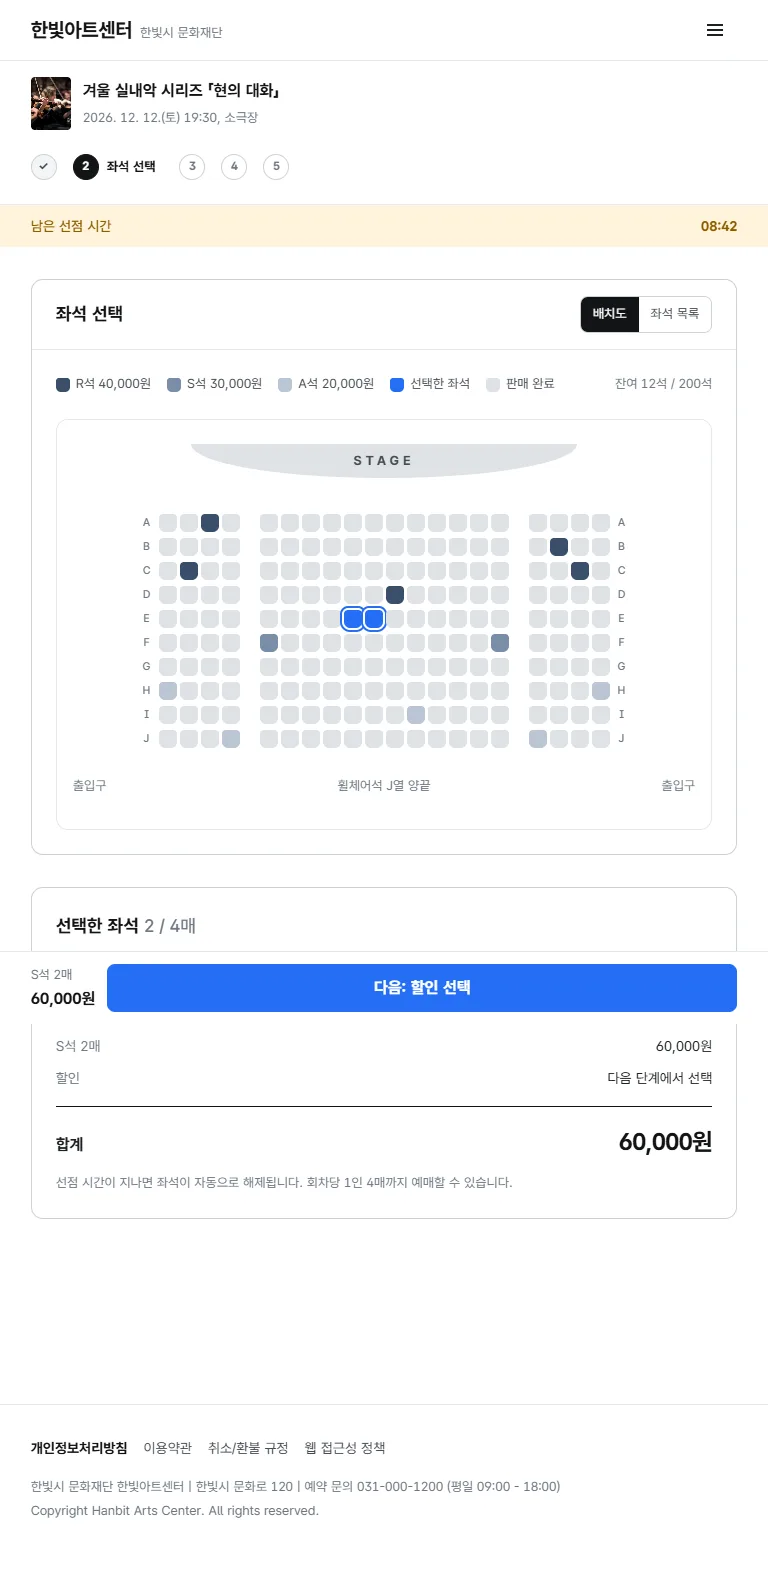 한빛아트센터 한빛시 문화재단
겨울 실내악 시리즈 「현의 대화」
2026. 12. 12.(토) 19:30, 소극장
2 좌석 선택 3 4 5
남은 선점 시간 08:42
좌석 선택 배치도 좌석 목록
R석 40,000원 S석 30,000원 A석 20,000원 선택한 좌석 판매 완료 잔여 12석 / 200석
STAGE
A A
B B
C C
D D
E E
F F
G G
H H
I I
J J
출입구 휠체어석 J열 양끝 출입구
선택한 좌석 2 / 4매
S석 2매
60,000원 다음: 할인 선택
S석 2매 60,000원
할인 다음 단계에서 선택
합계 60,000원
선점 시간이 지나면 좌석이 자동으로 해제됩니다. 회차당 1인 4매까지 예매할 수 있습니다.
개인정보처리방침 이용약관 취소/환불 규정 웹 접근성 정책
한빛시 문화재단 한빛아트센터 | 한빛시 문화로 120 | 예약 문의 031-000-1200 (평일 09:00 - 18:00)
Copyright Hanbit Arts Center. All rights reserved.